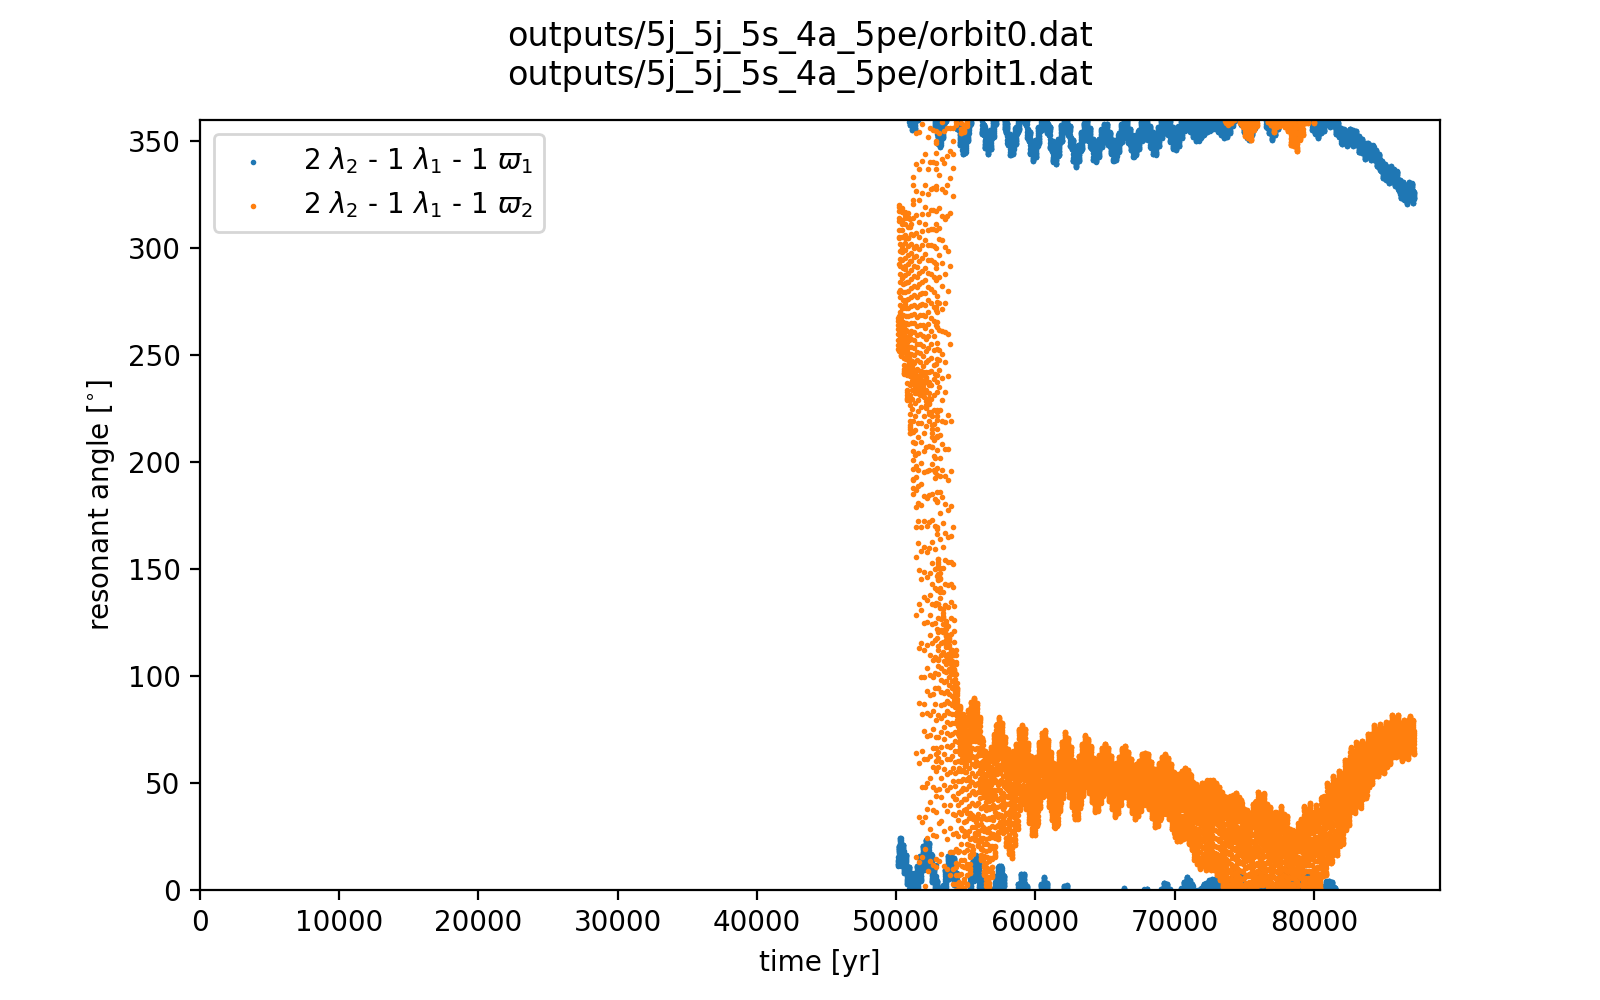 outputs/5j_5j_5s_4a_5pe/orbit0.dat
outputs/5j_5j_5s_4a_5pe/orbit1.dat
350
300
250
200
150
100
50
0
resonant angle [°]
2 λ₂ - 1 λ₁ - 1 ϖ₁
2 λ₂ - 1 λ₁ - 1 ϖ₂
0 10000 20000 30000 40000 50000 60000 70000 80000
time [yr]